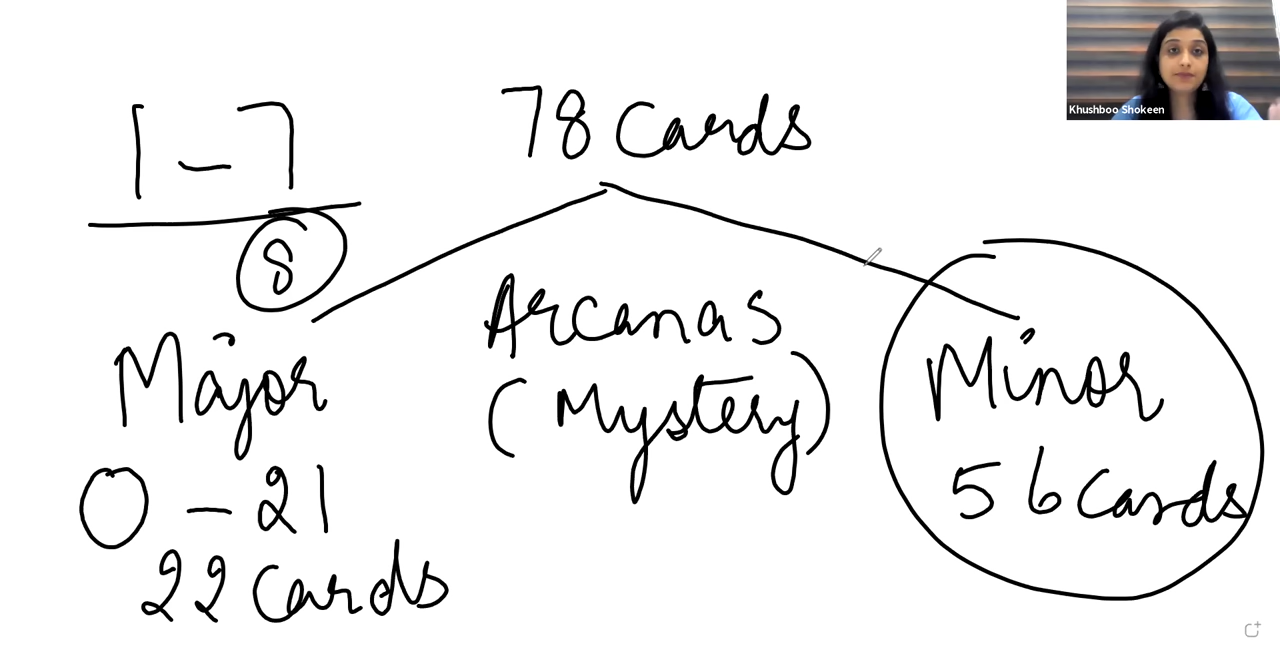 Khushboo Shokeen
78 Cards
1 - 7
8
Arcanas
(Mystery)
Major
0 - 21
22 Cards
Minor
56 Cards